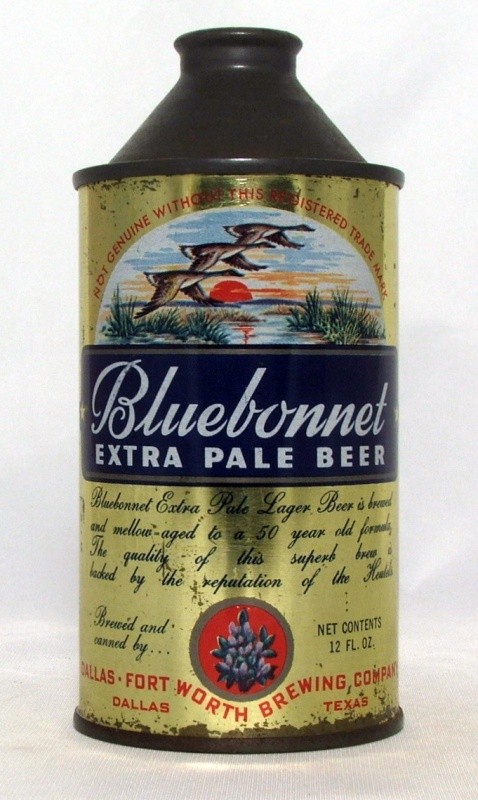 NOT GENUINE WITHOUT THIS REGISTERED TRADE MARK
Bluebonnet
EXTRA PALE BEER
Bluebonnet Extra Pale Lager Beer is brewed
and mellow-aged to a 50 year old formula,
The quality of this superb brew is
backed by the reputation of the
Brewed and
canned by...
NET CONTENTS
12 FL. OZ.
DALLAS-FORT WORTH BREWING COMPANY
DALLAS TEXAS